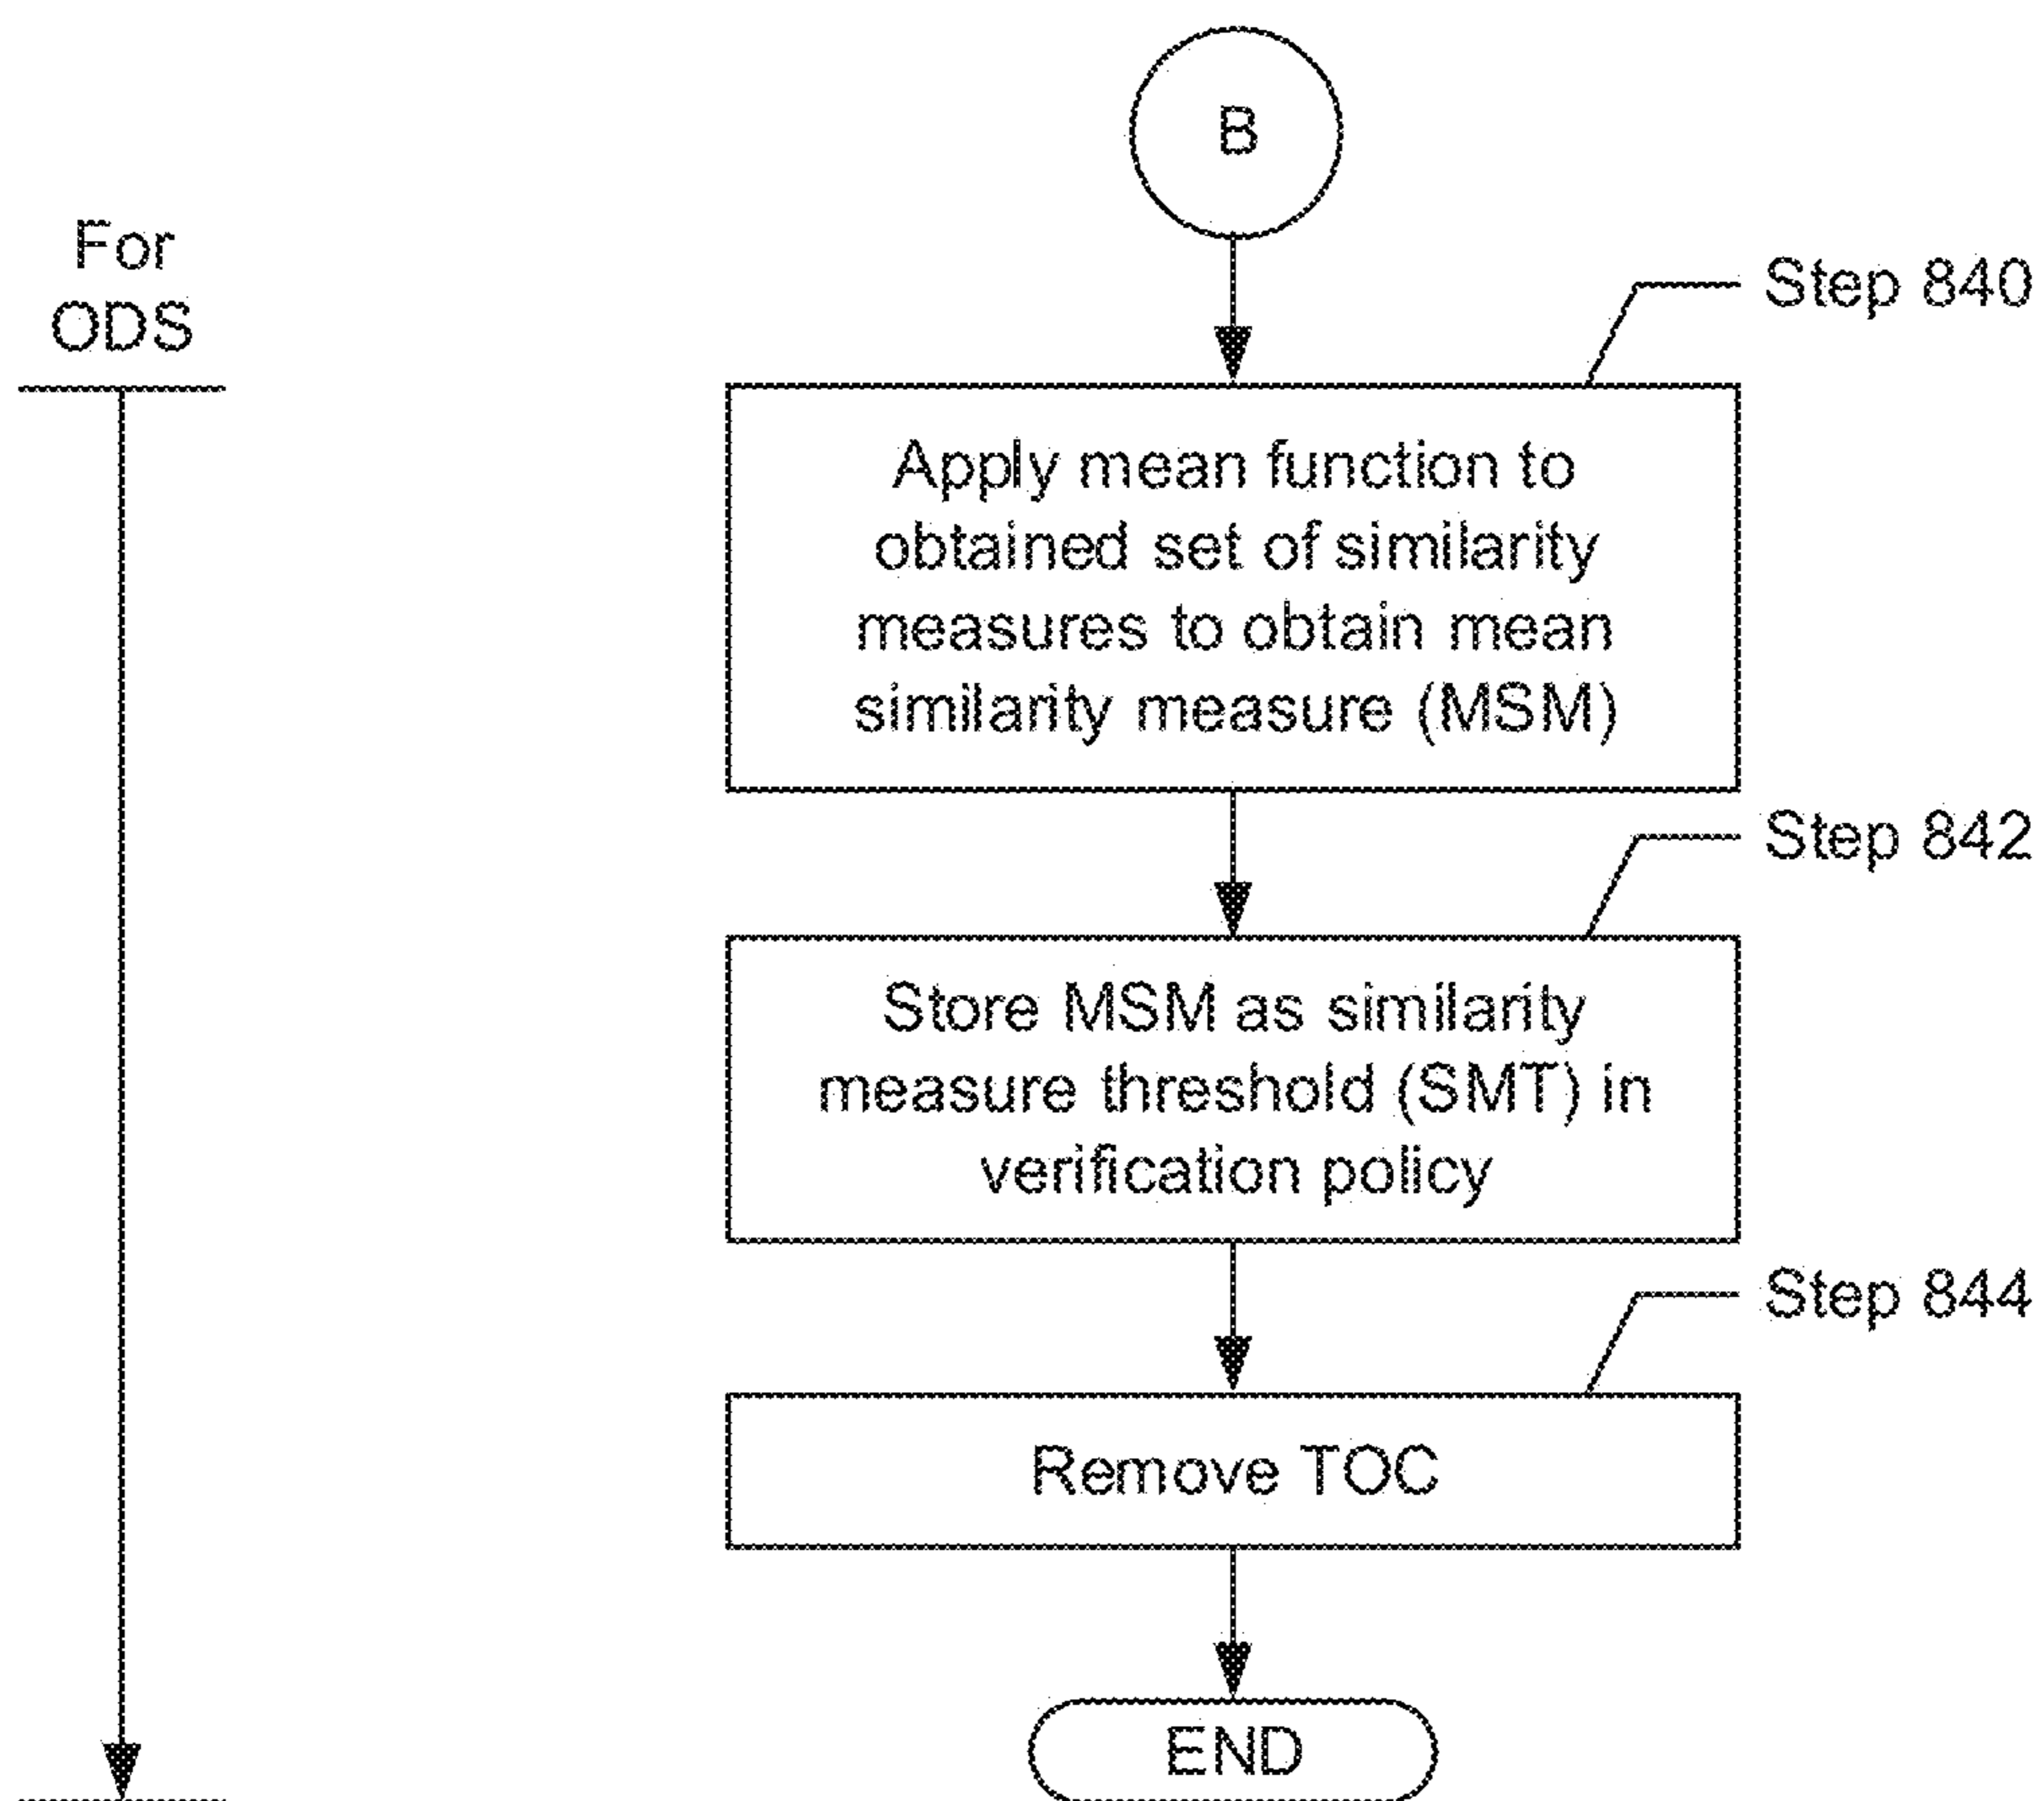 B
For
ODS
Step 840
Apply mean function to
obtained set of similarity
measures to obtain mean
similarity measure (MSM)
Step 842
Store MSM as similarity
measure threshold (SMT) in
verification policy
Step 844
Remove TOC
END